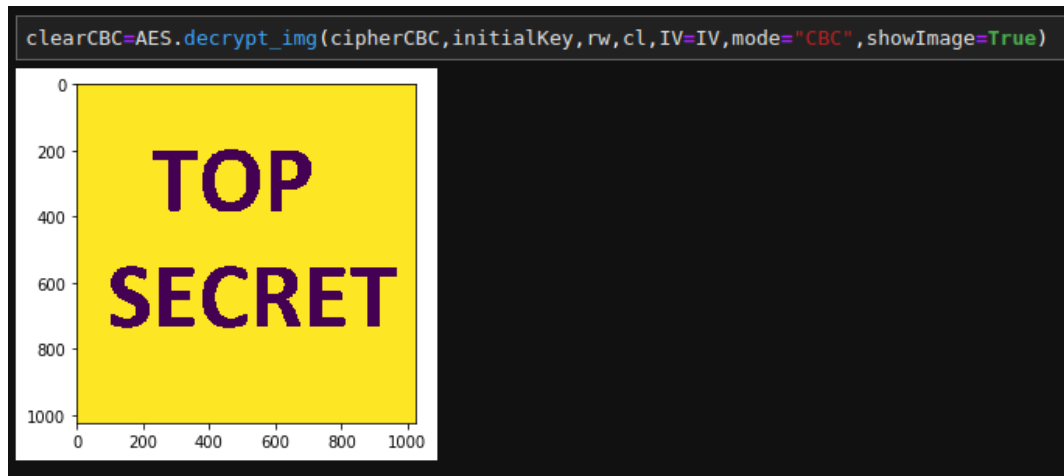 clearCBC=AES.decrypt_img(cipherCBC,initialKey,rw,cl,IV=IV,mode="CBC",showImage=True)
0
200
TOP
400
SECRET
600
800
1000
0 200 400 600 800 1000